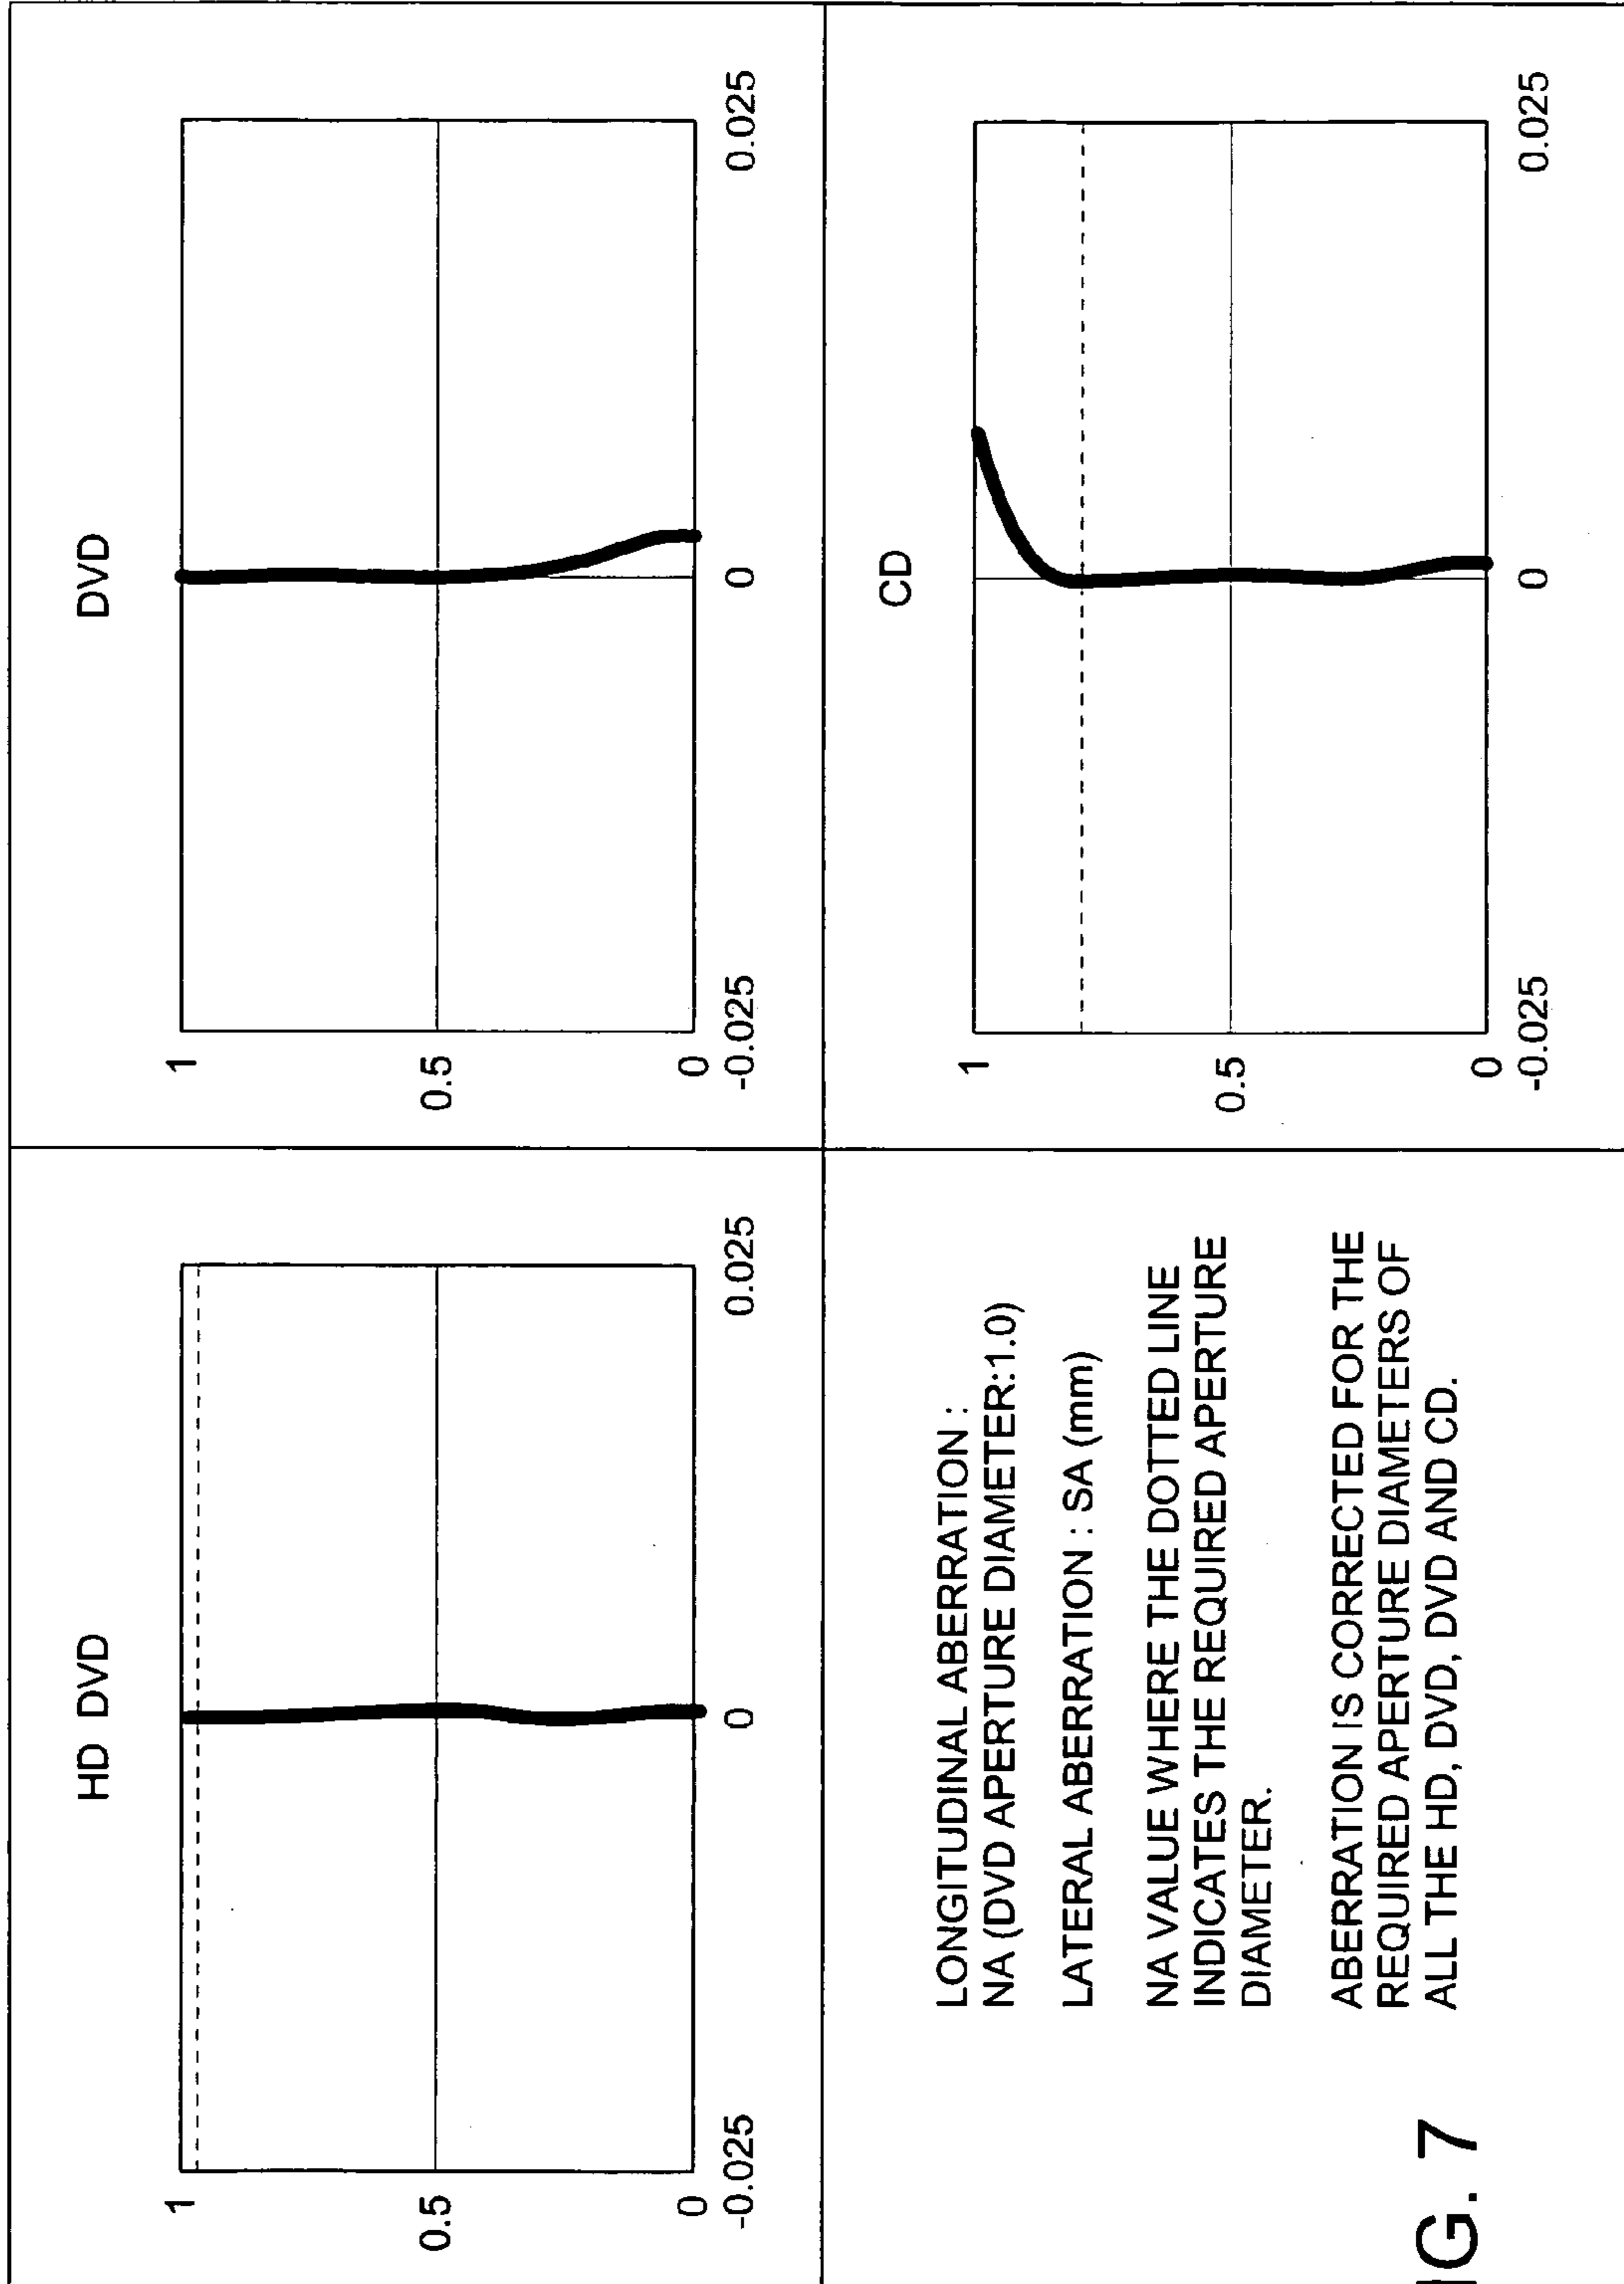 HD DVD
1
0.5
0
-0.025
0
0.025
DVD
1
0.5
0
-0.025
0
0.025
LONGITUDINAL ABERRATION :
NA (DVD APERTURE DIAMETER:1.0)
LATERAL ABERRATION : SA (mm)
NA VALUE WHERE THE DOTTED LINE
INDICATES THE REQUIRED APERTURE
DIAMETER.
ABERRATION IS CORRECTED FOR THE
REQUIRED APERTURE DIAMETERS OF
ALL THE HD, DVD, DVD AND CD.
CD
1
0.5
0
-0.025
0
0.025
IG. 7